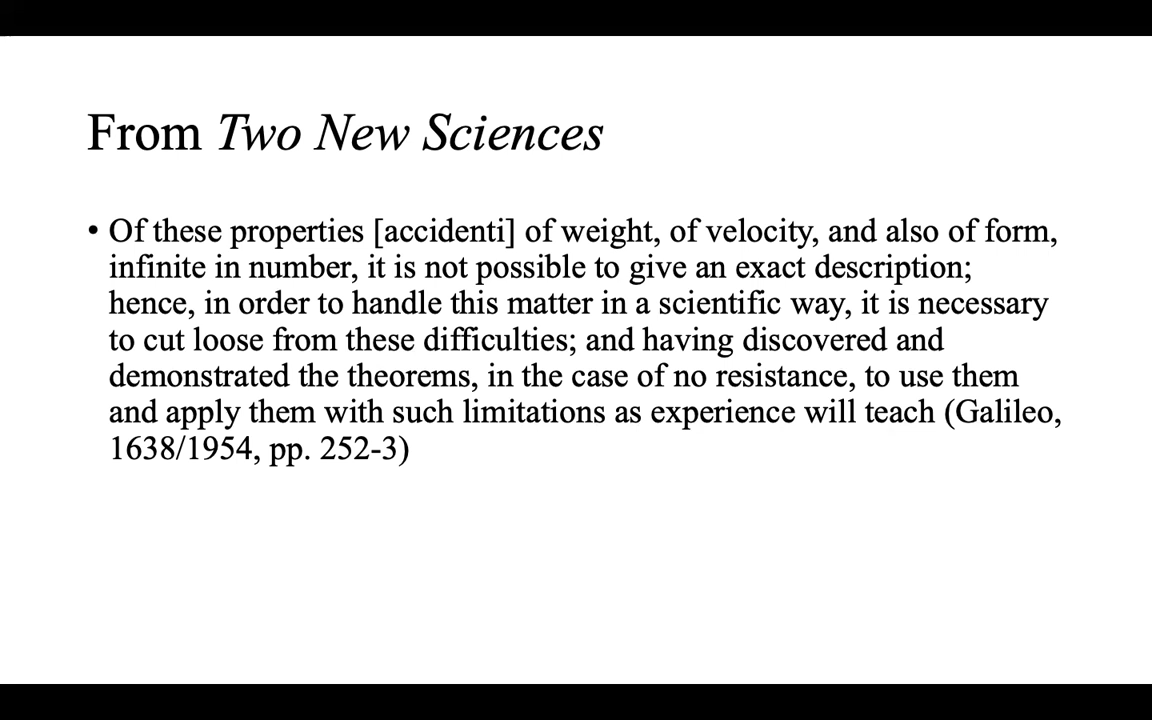 From Two New Sciences
• Of these properties [accidenti] of weight, of velocity, and also of form,
infinite in number, it is not possible to give an exact description;
hence, in order to handle this matter in a scientific way, it is necessary
to cut loose from these difficulties; and having discovered and
demonstrated the theorems, in the case of no resistance, to use them
and apply them with such limitations as experience will teach (Galileo,
1638/1954, pp. 252-3)